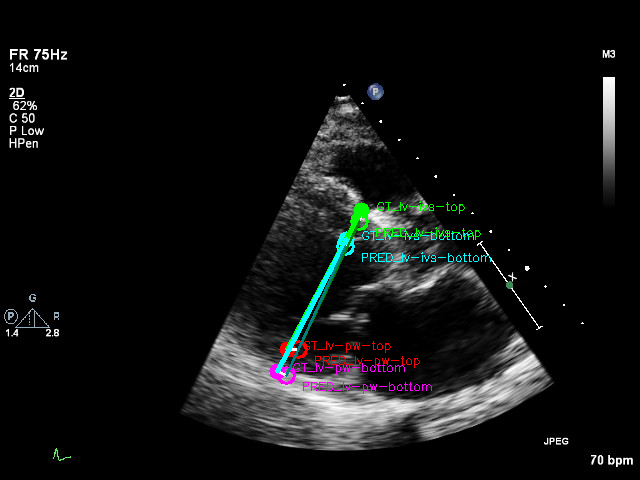 FR 75Hz
14cm
M3
2D
62%
C 50
P Low
HPen
P
GT_lv-ivs-top
PRED_lv-ivs-top
GT_lv-ivs-bottom
PRED_lv-ivs-bottom
x
G
P
R
1.4
2.8
GT_lv-pw-top
PRED_lv-pw-top
GT_lv-pw-bottom
PRED_lv-pw-bottom
JPEG
70 bpm